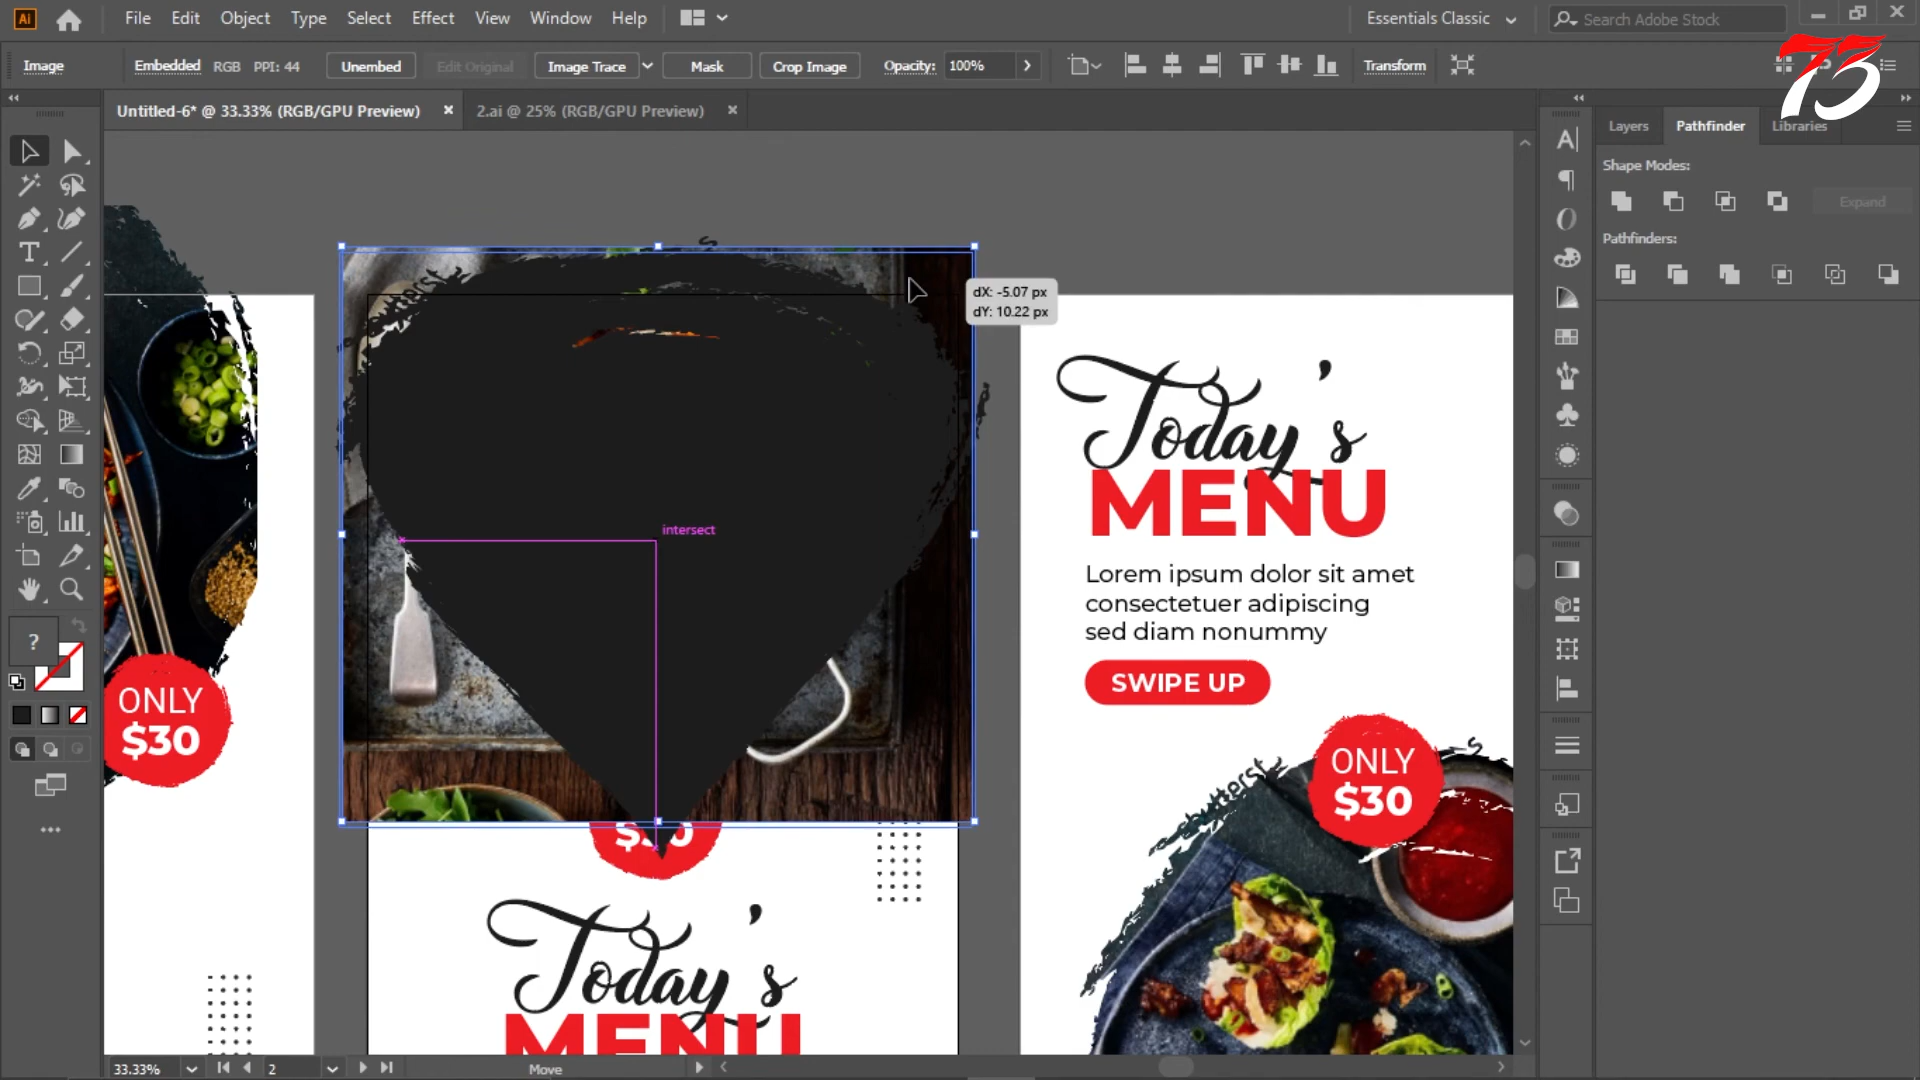 Ai
File Edit Object Type Select Effect View Window Help
Essentials Classic
Search Adobe Stock
Image
Embedded RGB PPI: 44
Unembed
Edit Original
Image Trace
Mask
Crop Image
Opacity: 100%
Transform
73
Untitled-6* @ 33.33% (RGB/GPU Preview)
2.ai @ 25% (RGB/GPU Preview)
Layers Pathfinder Libraries
Shape Modes:
Expand
Pathfinders:
dX: -5.07 px
dY: 10.22 px
intersect
ONLY
$30
Today's
MENU
Lorem ipsum dolor sit amet
consectetuer adipiscing
sed diam nonummy
SWIPE UP
ONLY
$30
Today's
MENU
?
33.33%
2
Move